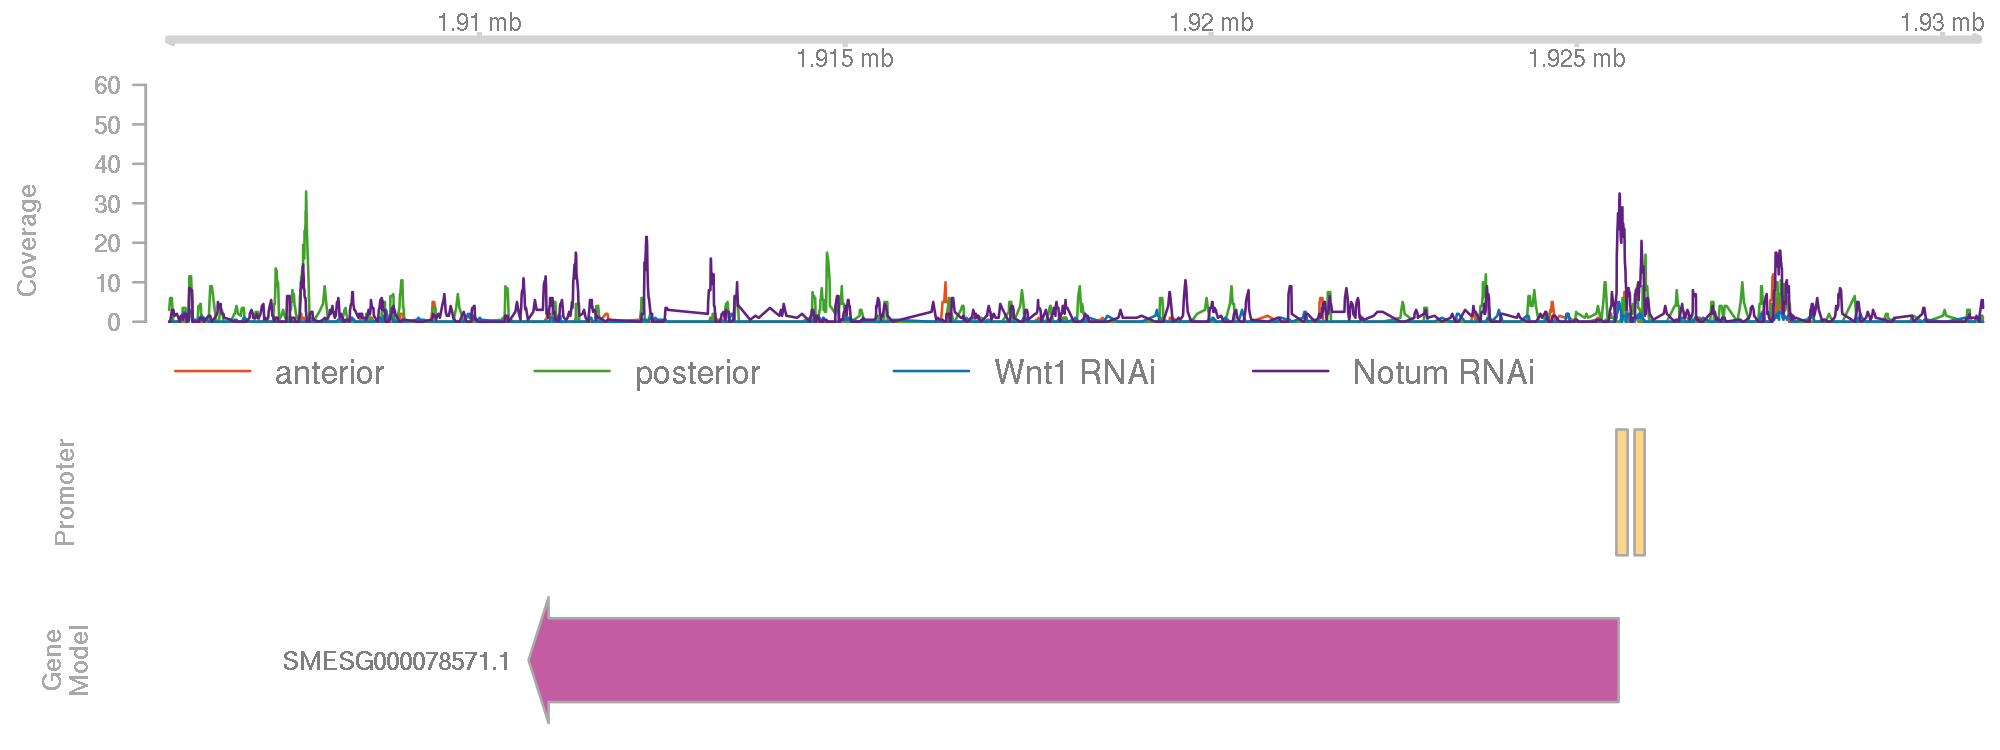 1.91 mb 1.92 mb 1.93 mb
1.915 mb 1.925 mb
60
50
40
30
20
10
0
Coverage
anterior posterior Wnt1 RNAi Notum RNAi
Promoter
Gene
Model
SMESG000078571.1